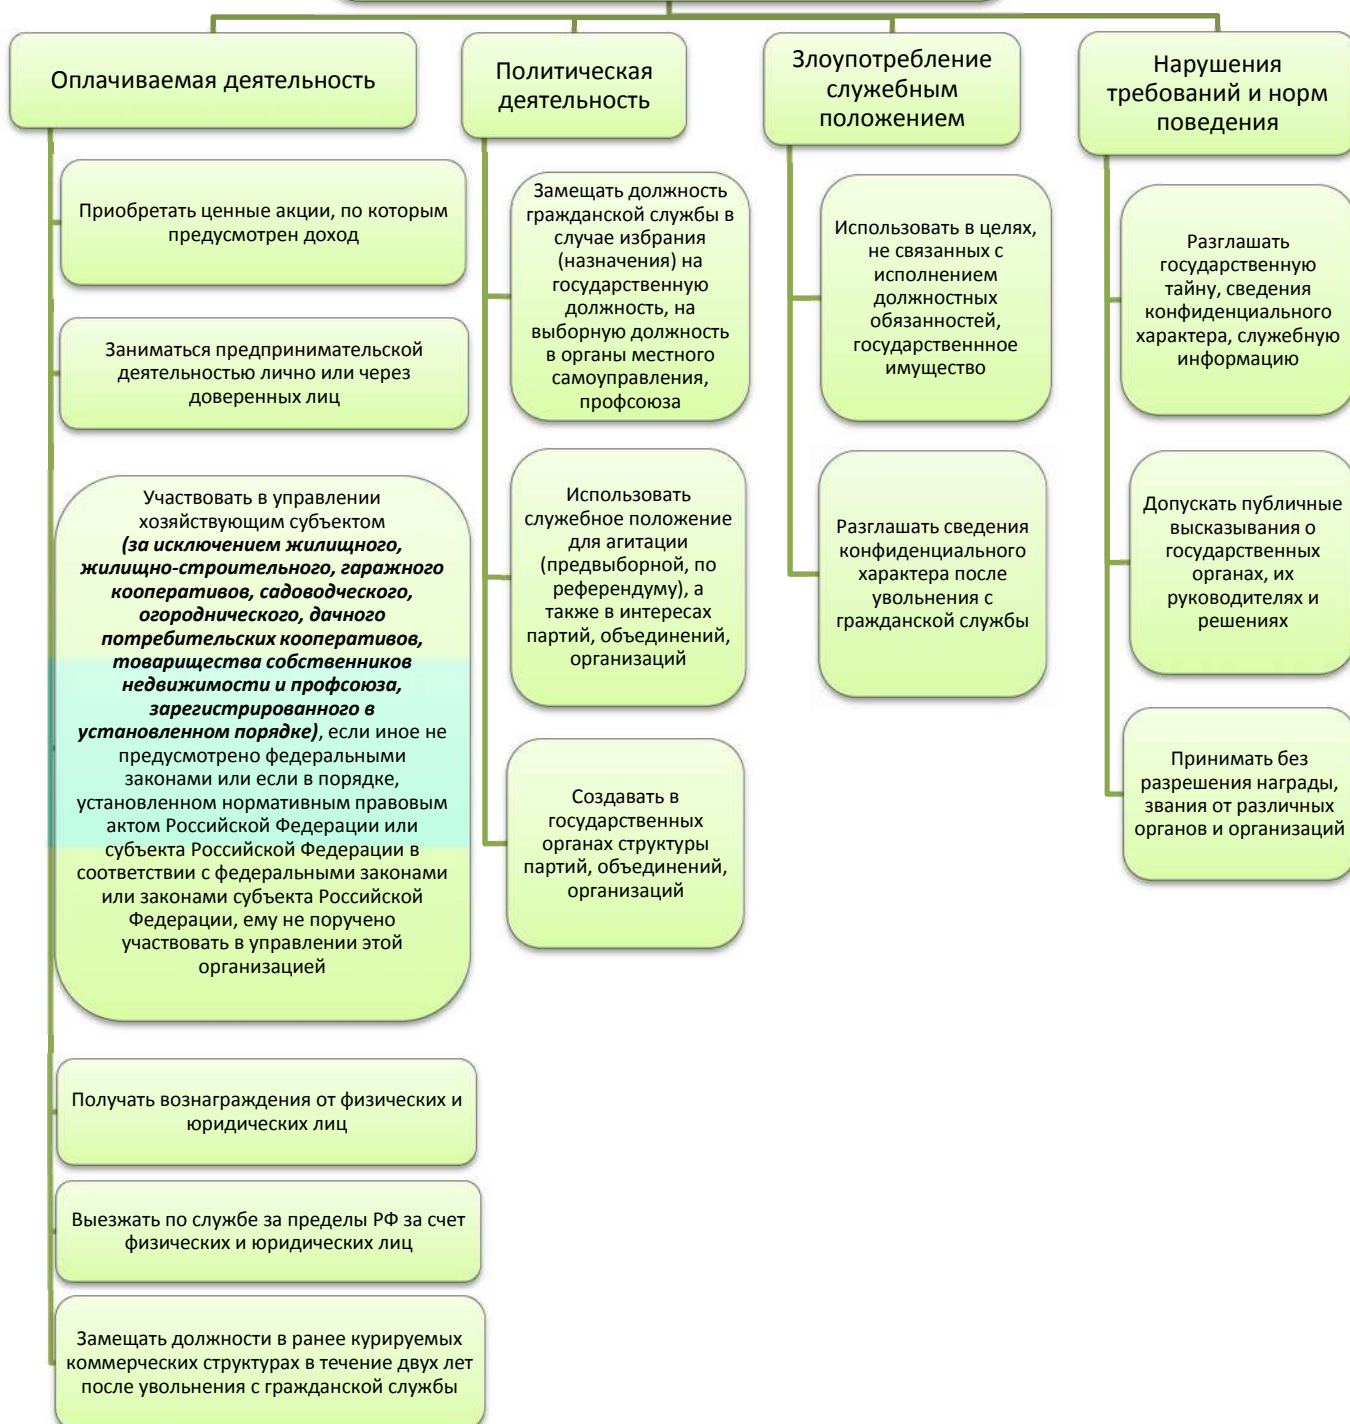 Оплачиваемая деятельность
Приобретать ценные акции, по которым
предусмотрен доход
Заниматься предпринимательской
деятельностью лично или через
доверенных лиц
Участвовать в управлении
хозяйствующим субъектом
(за исключением жилищного,
жилищно-строительного, гаражного
кооперативов, садоводческого,
огороднического, дачного
потребительских кооперативов,
товарищества собственников
недвижимости и профсоюза,
зарегистрированного в
установленном порядке), если иное не
предусмотрено федеральными
законами или если в порядке,
установленном нормативным правовым
актом Российской Федерации или
субъекта Российской Федерации в
соответствии с федеральными законами
или законами субъекта Российской
Федерации, ему не поручено
участвовать в управлении этой
организацией
Получать вознаграждения от физических и
юридических лиц
Выезжать по службе за пределы РФ за счет
физических и юридических лиц
Замещать должности в ранее курируемых
коммерческих структурах в течение двух лет
после увольнения с гражданской службы
Политическая
деятельность
Замещать должность
гражданской службы в
случае избрания
(назначения) на
государственную
должность, на
выборную должность
в органы местного
самоуправления,
профсоюза
Использовать
служебное положение
для агитации
(предвыборной, по
референдуму), а
также в интересах
партий, объединений,
организаций
Создавать в
государственных
органах структуры
партий, объединений,
организаций
Злоупотребление
служебным
положением
Использовать в целях,
не связанных с
исполнением
должностных
обязанностей,
государственнное
имущество
Разглашать сведения
конфиденциального
характера после
увольнения с
гражданской службы
Нарушения
требований и норм
поведения
Разглашать
государственную
тайну, сведения
конфиденциального
характера, служебную
информацию
Допускать публичные
высказывания о
государственных
органах, их
руководителях и
решениях
Принимать без
разрешения награды,
звания от различных
органов и организаций